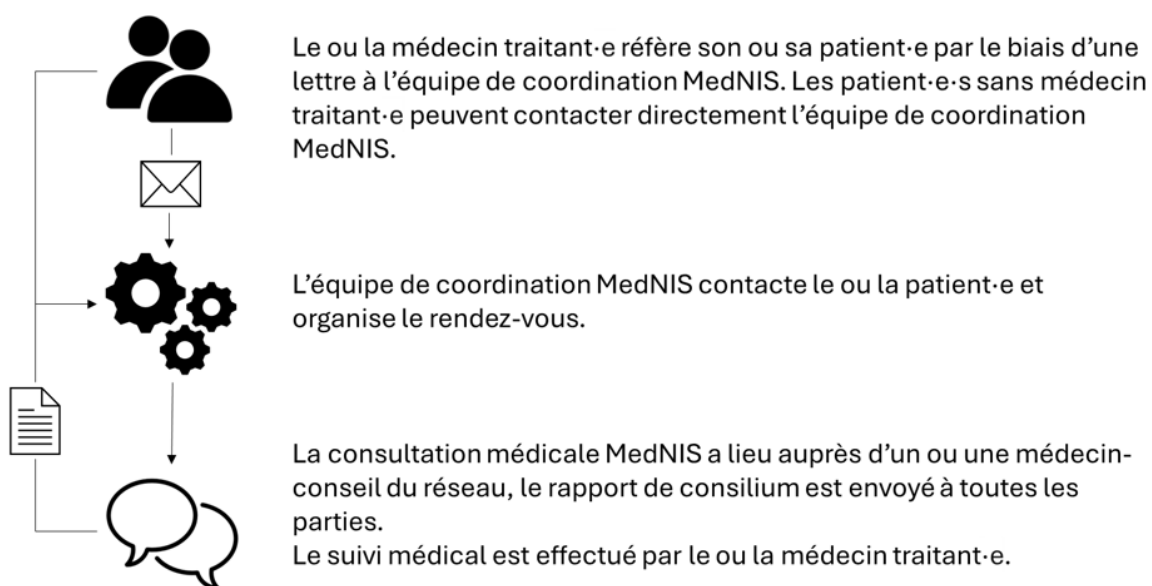 Le ou la médecin traitant·e réfère son ou sa patient·e par le biais d’une
lettre à l’équipe de coordination MedNIS. Les patient·e·s sans médecin
traitant·e peuvent contacter directement l’équipe de coordination
MedNIS.
L’équipe de coordination MedNIS contacte le ou la patient·e et
organise le rendez-vous.
La consultation médicale MedNIS a lieu auprès d’un ou une médecin-
conseil du réseau, le rapport de consilium est envoyé à toutes les
parties.
Le suivi médical est effectué par le ou la médecin traitant·e.